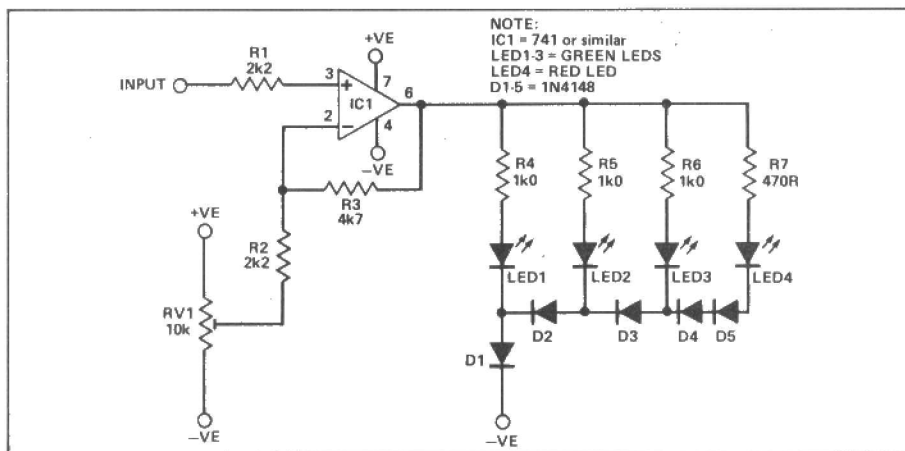 NOTE:
IC1 = 741 or similar
LED1-3 = GREEN LEDS
LED4 = RED LED
D1-5 = 1N4148
+VE
R1
2k2
INPUT
3
+
7
IC1
6
2
−
4
−VE
R3
4k7
+VE
R2
2k2
RV1
10k
−VE
R4
1k0
R5
1k0
R6
1k0
R7
470R
LED1
LED2
LED3
LED4
D2
D3
D4
D5
D1
−VE